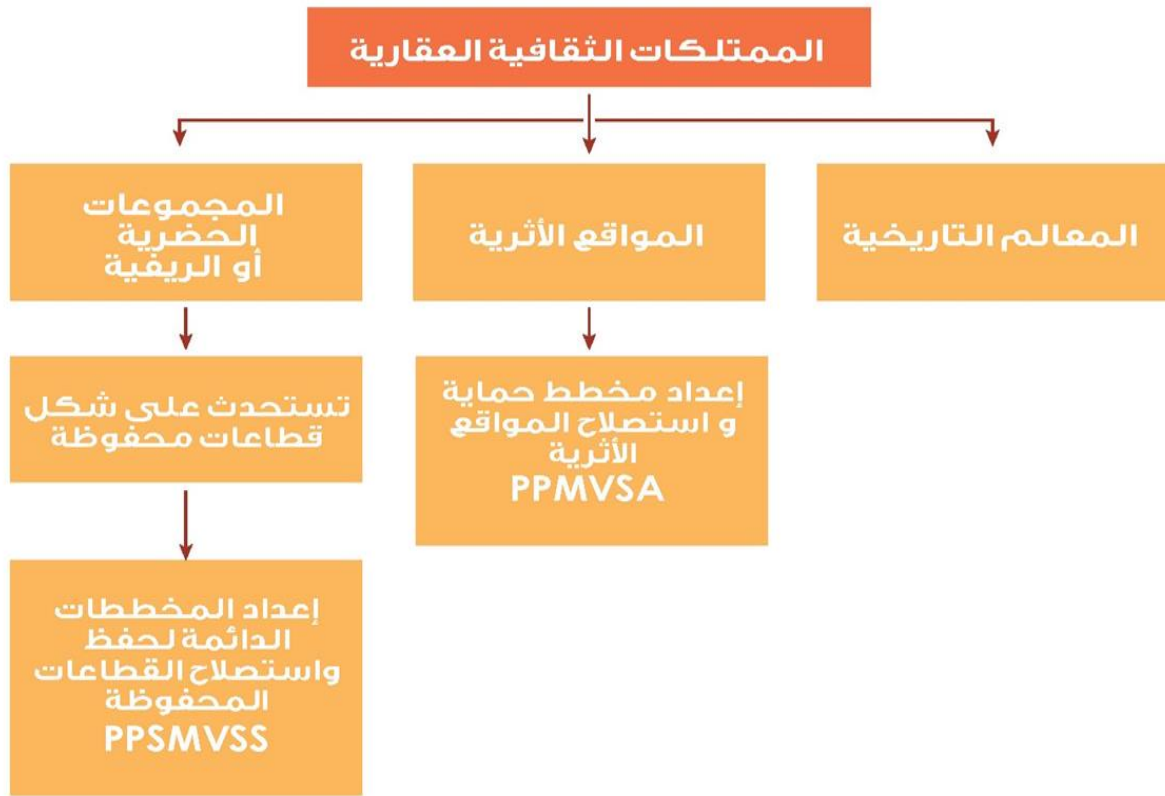 الممتلكات الثقافية العقارية
المعالم التاريخية
المواقع الأثرية
المجموعات
الحضرية
أو الريفية
إعداد مخطط حماية
و استصلاح المواقع
الأثرية
PPMVSA
تستحدث على شكل
قطاعات محفوظة
إعداد المخططات
الدائمة لحفظ
واستصلاح القطاعات
المحفوظة
PPSMVSS